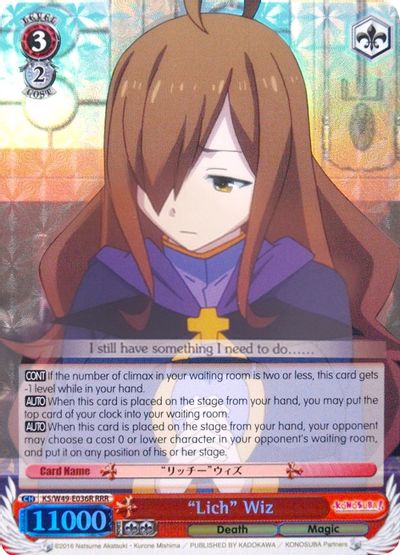 LEVEL
3
2
COST
I still have something I need to do......
CONT If the number of climax in your waiting room is two or less, this card gets
-1 level while in your hand.
AUTO When this card is placed on the stage from your hand, you may put the
top card of your clock into your waiting room.
AUTO When this card is placed on the stage from your hand, your opponent
may choose a cost 0 or lower character in your opponent's waiting room,
and put it on any position of his or her stage.
Card Name
"リッチー"ウィズ
CH KS/W49-E036R RRR
KONOSUBA!
11000
"Lich" Wiz
Death
Magic
©2016 Natsume Akatsuki・Kurone Mishima / PUBLISHED BY KADOKAWA / KONOSUBA Partners